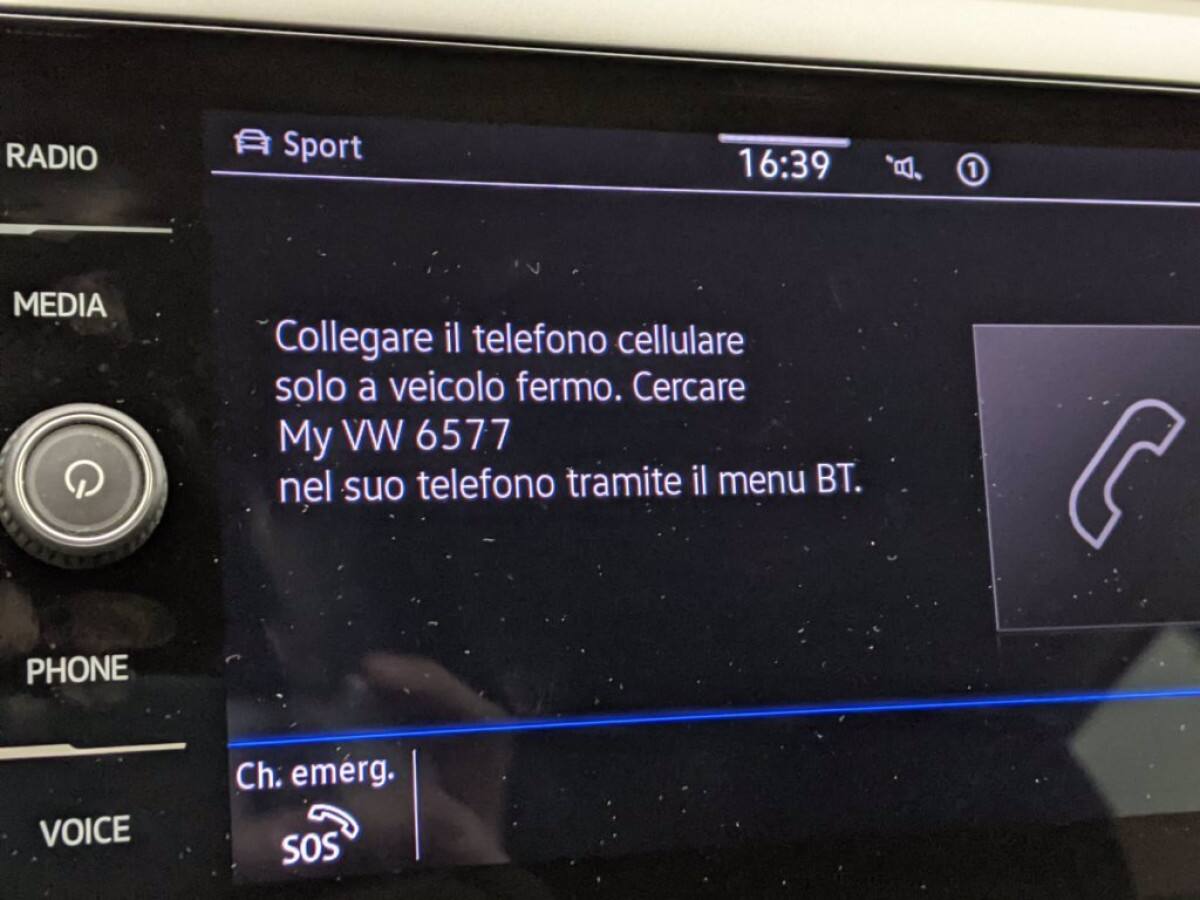 RADIO
Sport
16:39
1
MEDIA
Collegare il telefono cellulare
solo a veicolo fermo. Cercare
My VW 6577
nel suo telefono tramite il menu BT.
PHONE
Ch. emerg.
SOS
VOICE